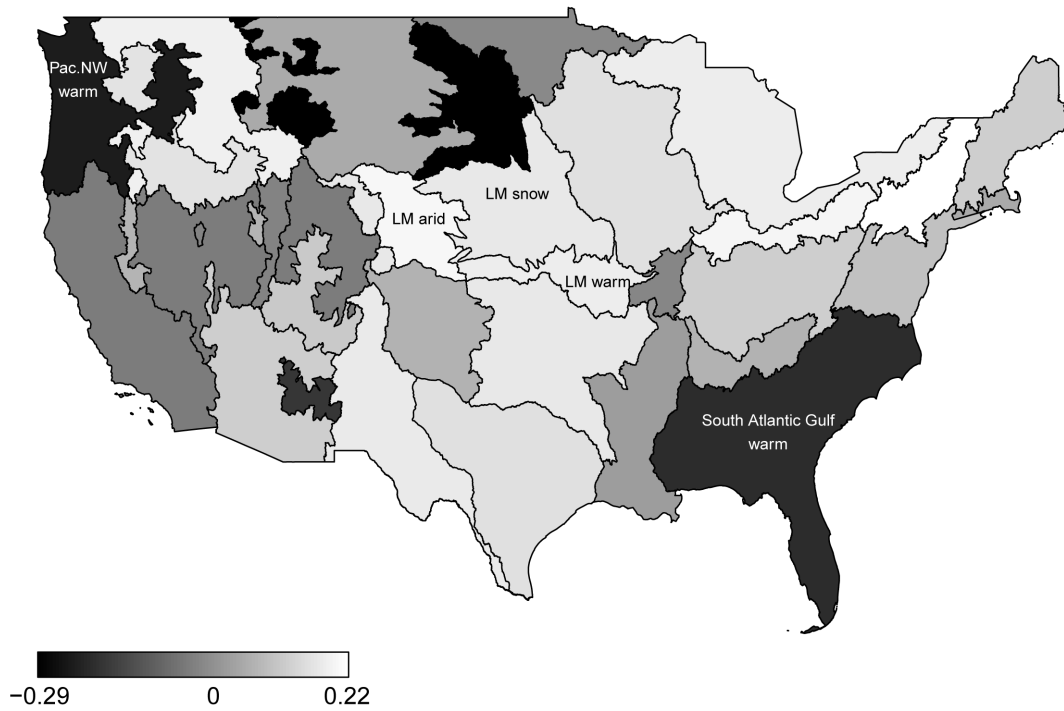 Pac.NW
warm
LM snow
LM arid
LM warm
South Atlantic Gulf
warm
−0.29 0 0.22